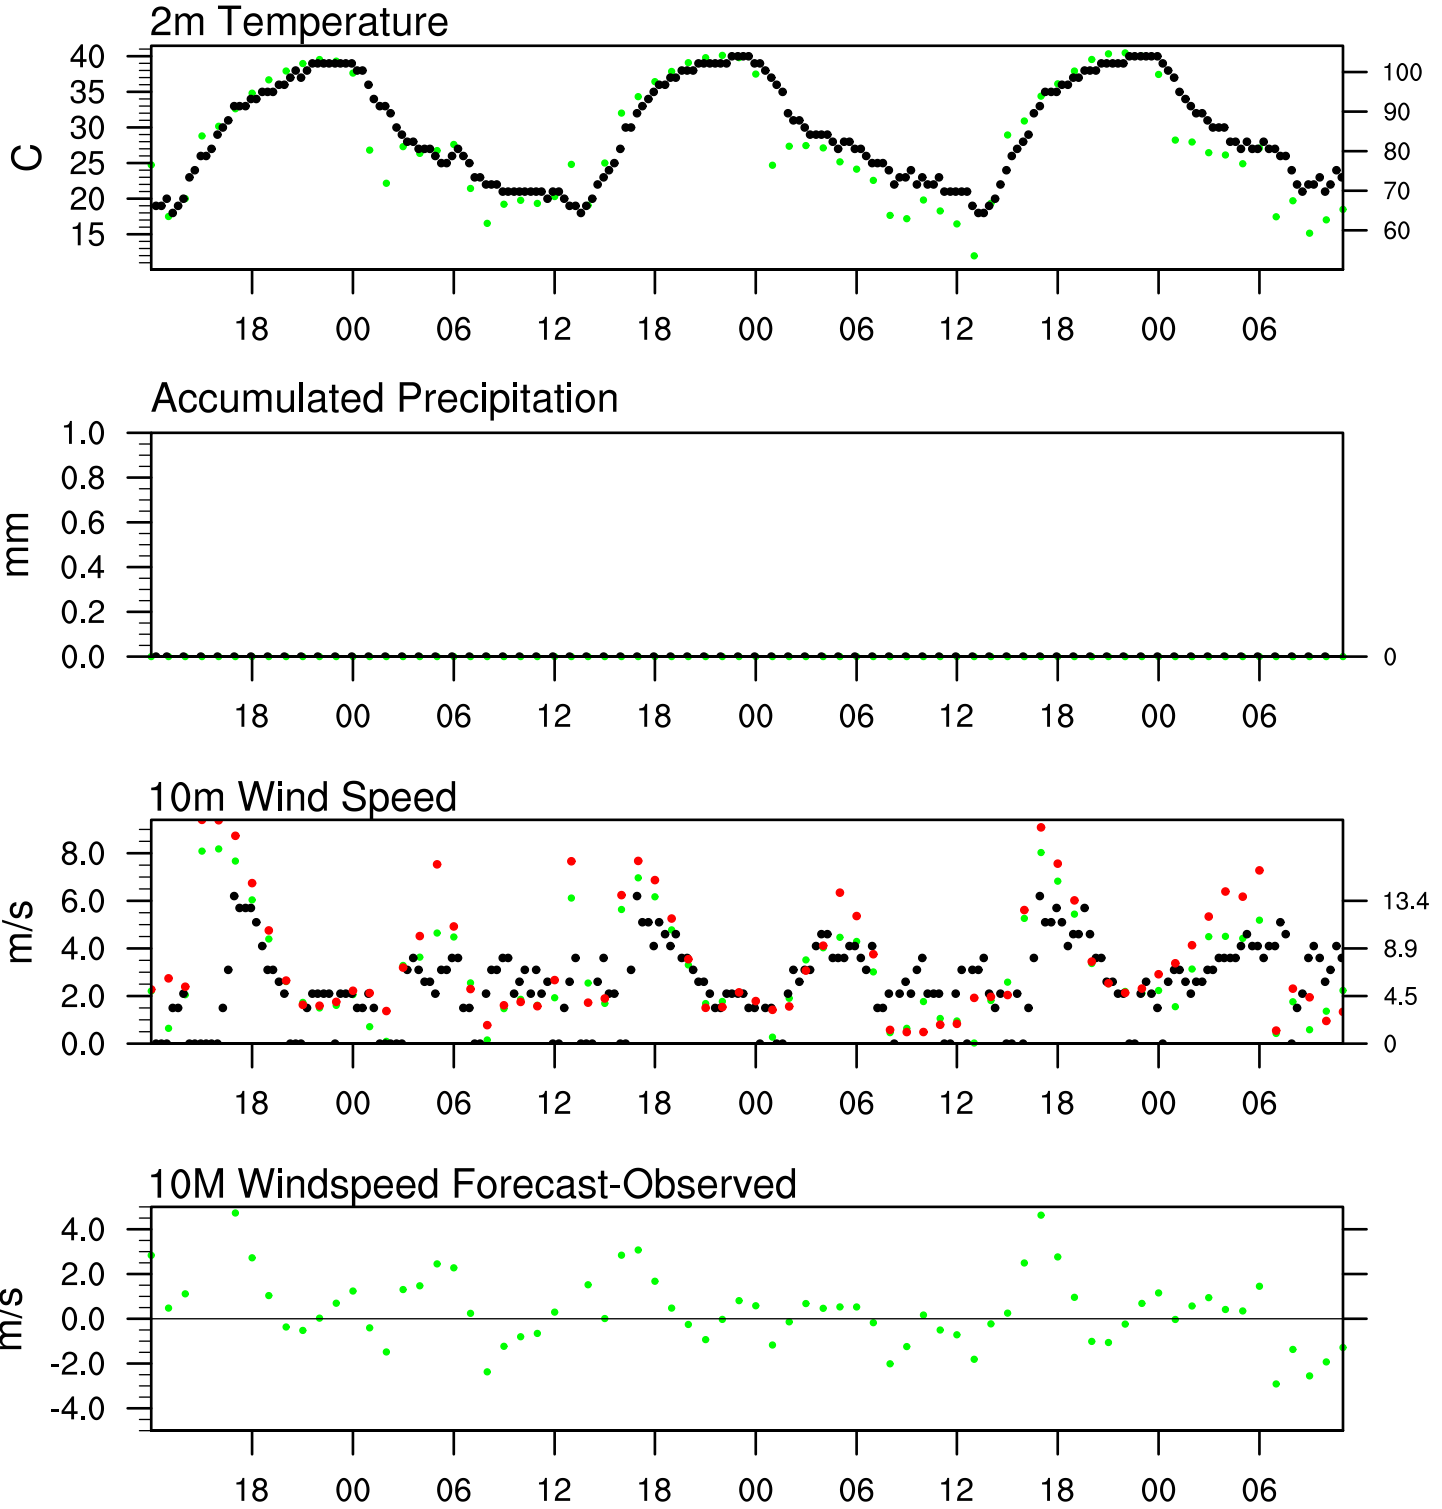 2m Temperature
40
35
30
25
20
15
C
100
90
80
70
60
18 00 06 12 18 00 06 12 18 00 06
Accumulated Precipitation
1.0
0.8
0.6
0.4
0.2
0.0
mm
0
18 00 06 12 18 00 06 12 18 00 06
10m Wind Speed
8.0
6.0
4.0
2.0
0.0
m/s
13.4
8.9
4.5
0
18 00 06 12 18 00 06 12 18 00 06
10M Windspeed Forecast-Observed
4.0
2.0
0.0
-2.0
-4.0
m/s
18 00 06 12 18 00 06 12 18 00 06